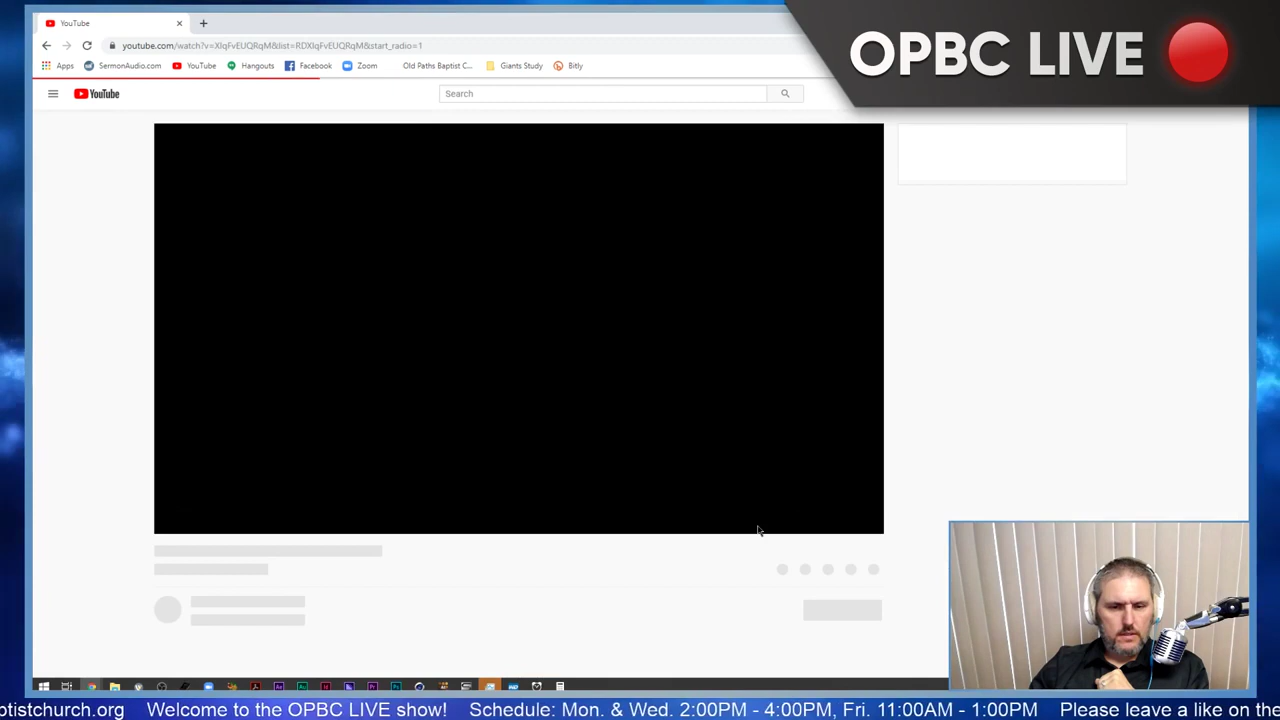 YouTube
OPBC LIVE
youtube.com/watch?v=XIqFvEUQRqM&list=RDXIqFvEUQRqM&start_radio=1
Apps SermonAudio.com YouTube Hangouts Facebook Zoom Old Paths Baptist C... Giants Study Bitly
YouTube
Search
ptistchurch.org Welcome to the OPBC LIVE show! Schedule: Mon. & Wed. 2:00PM - 4:00PM, Fri. 11:00AM - 1:00PM Please leave a like on the